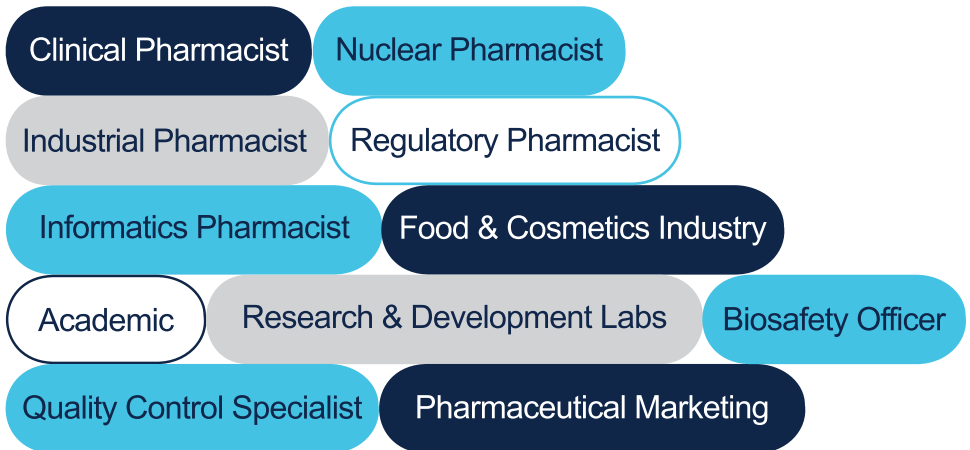 Clinical Pharmacist
Nuclear Pharmacist
Industrial Pharmacist
Regulatory Pharmacist
Informatics Pharmacist
Food & Cosmetics Industry
Academic
Research & Development Labs
Biosafety Officer
Quality Control Specialist
Pharmaceutical Marketing